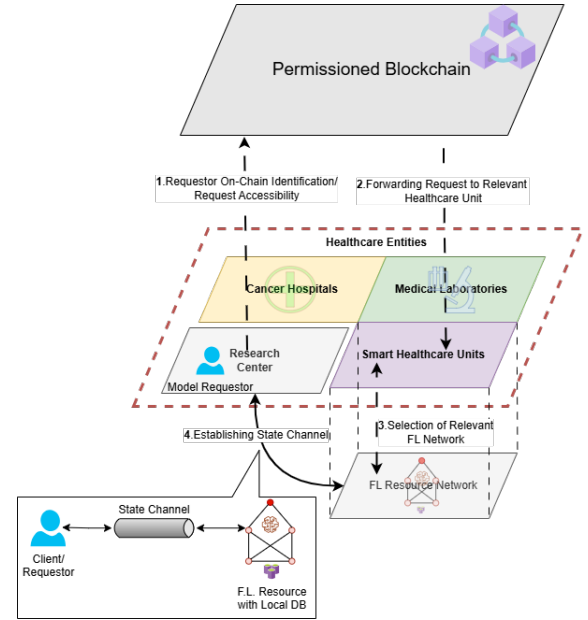 Permissioned Blockchain
1.Requestor On-Chain Identification/
Request Accessibility
2.Forwarding Request to Relevant
Healthcare Unit
Healthcare Entities
Cancer Hospitals
Medical Laboratories
Research
Center
Model Requestor
Smart Healthcare Units
3.Selection of Relevant
FL Network
4.Establishing State Channel
FL Resource Network
State Channel
Client/
Requestor
F.L. Resource
with Local DB